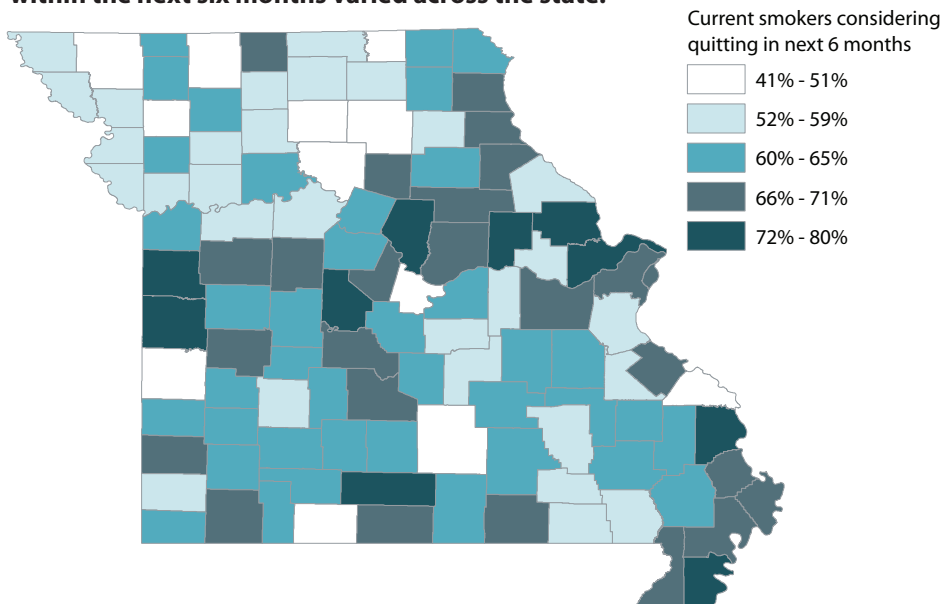 within the next six months varied across the state.
Current smokers considering
quitting in next 6 months
41% - 51%
52% - 59%
60% - 65%
66% - 71%
72% - 80%